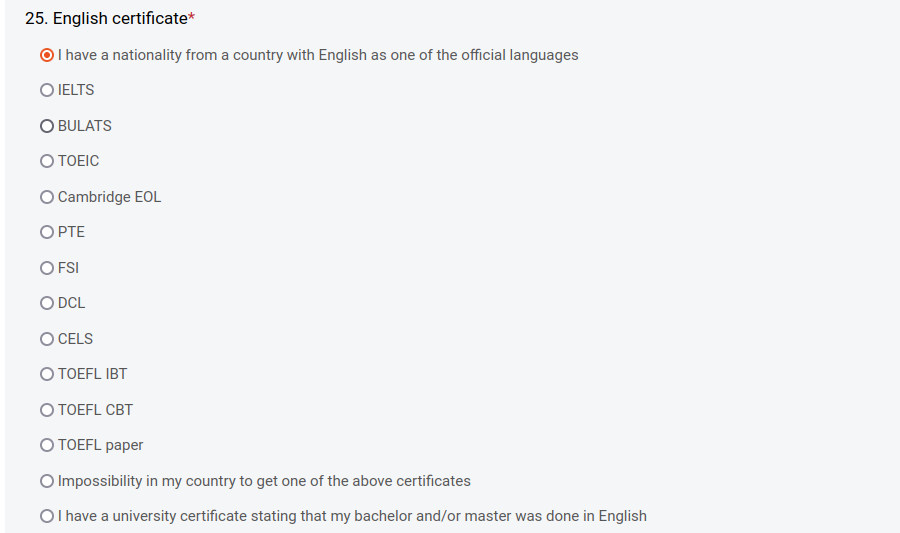 25. English certificate*
I have a nationality from a country with English as one of the official languages
IELTS
BULATS
TOEIC
Cambridge EOL
PTE
FSI
DCL
CELS
TOEFL IBT
TOEFL CBT
TOEFL paper
Impossibility in my country to get one of the above certificates
I have a university certificate stating that my bachelor and/or master was done in English